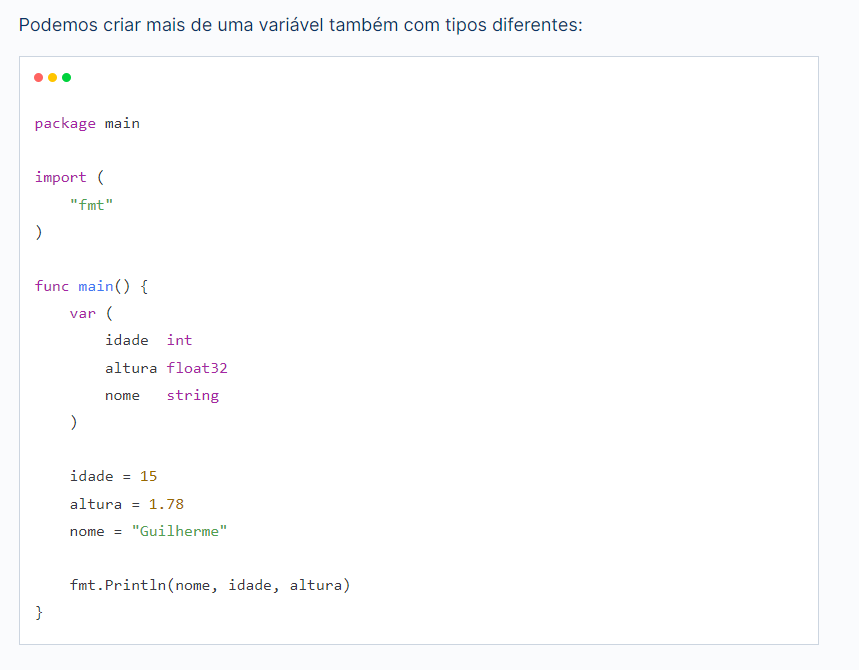 Podemos criar mais de uma variável também com tipos diferentes:
package main
import (
    "fmt"
)
func main() {
    var (
        idade  int
        altura float32
        nome   string
    )
    idade = 15
    altura = 1.78
    nome = "Guilherme"
    fmt.Println(nome, idade, altura)
}